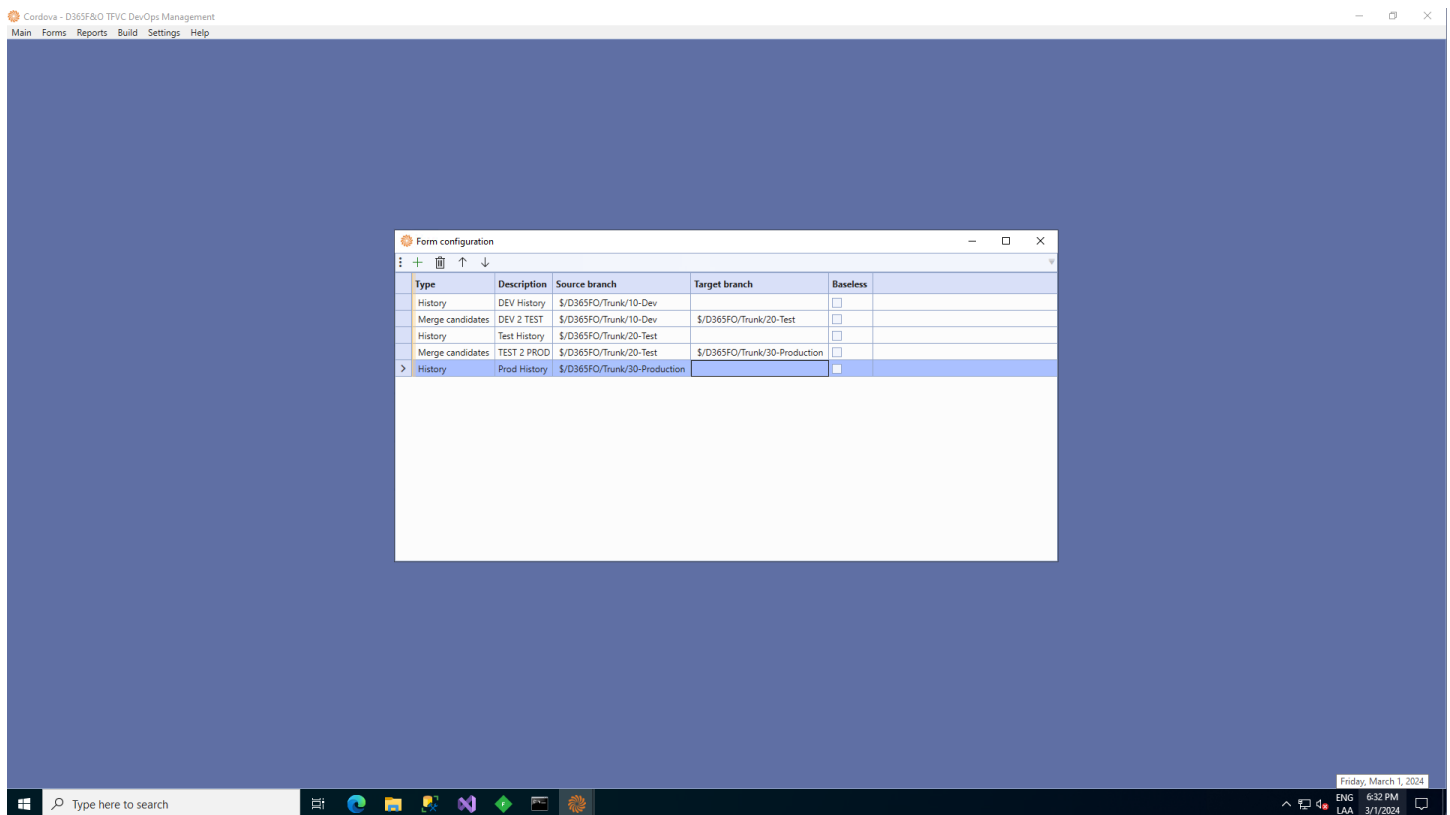 Cordova - D365F&O TFVC DevOps Management
Main Forms Reports Build Settings Help
Form configuration
Type Description Source branch Target branch Baseless
History DEV History $/D365FO/Trunk/10-Dev
Merge candidates DEV 2 TEST $/D365FO/Trunk/10-Dev $/D365FO/Trunk/20-Test
History Test History $/D365FO/Trunk/20-Test
Merge candidates TEST 2 PROD $/D365FO/Trunk/20-Test $/D365FO/Trunk/30-Production
History Prod History $/D365FO/Trunk/30-Production
Friday, March 1, 2024
Type here to search
ENG 6:32 PM
LAA 3/1/2024